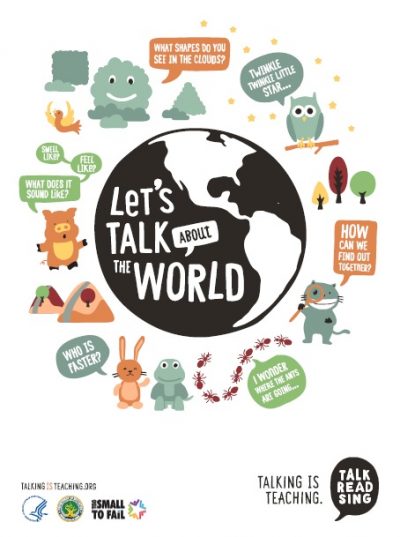 WHAT SHAPES DO YOU
SEE IN THE CLOUDS?
TWINKLE
TWINKLE LITTLE
STAR...
SMELL
LIKE?
FEEL
LIKE?
WHAT DOES IT
SOUND LIKE?
LET'S
TALK ABOUT
THE WORLD
HOW
CAN WE
FIND OUT
TOGETHER?
WHO IS
FASTER?
I WONDER
WHERE THE ANTS
ARE GOING...
TALKINGISTEACHING.ORG
TOO SMALL
TO FAIL
TALKING IS
TEACHING.
TALK
READ
SING